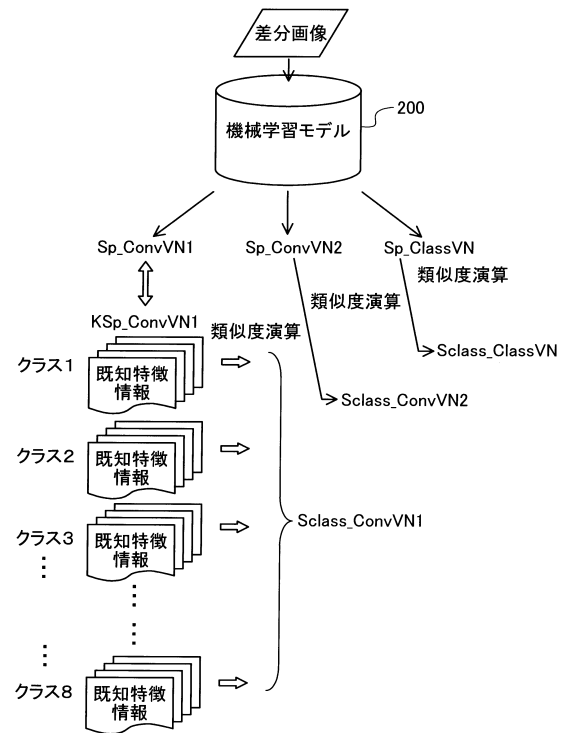 差分画像
機械学習モデル
200
Sp_ConvVN1
Sp_ConvVN2
Sp_ClassVN
類似度演算
類似度演算
KSp_ConvVN1
類似度演算
Sclass_ClassVN
クラス1
既知特徴
情報
Sclass_ConvVN2
クラス2
既知特徴
情報
Sclass_ConvVN1
クラス3
既知特徴
情報
クラス8
既知特徴
情報